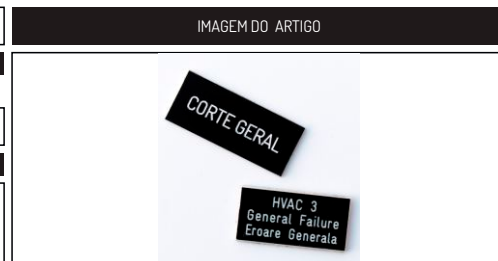 IMAGEM DO ARTIGO
CORTE GERAL
HVAC 3
General Failure
Eroare Generala